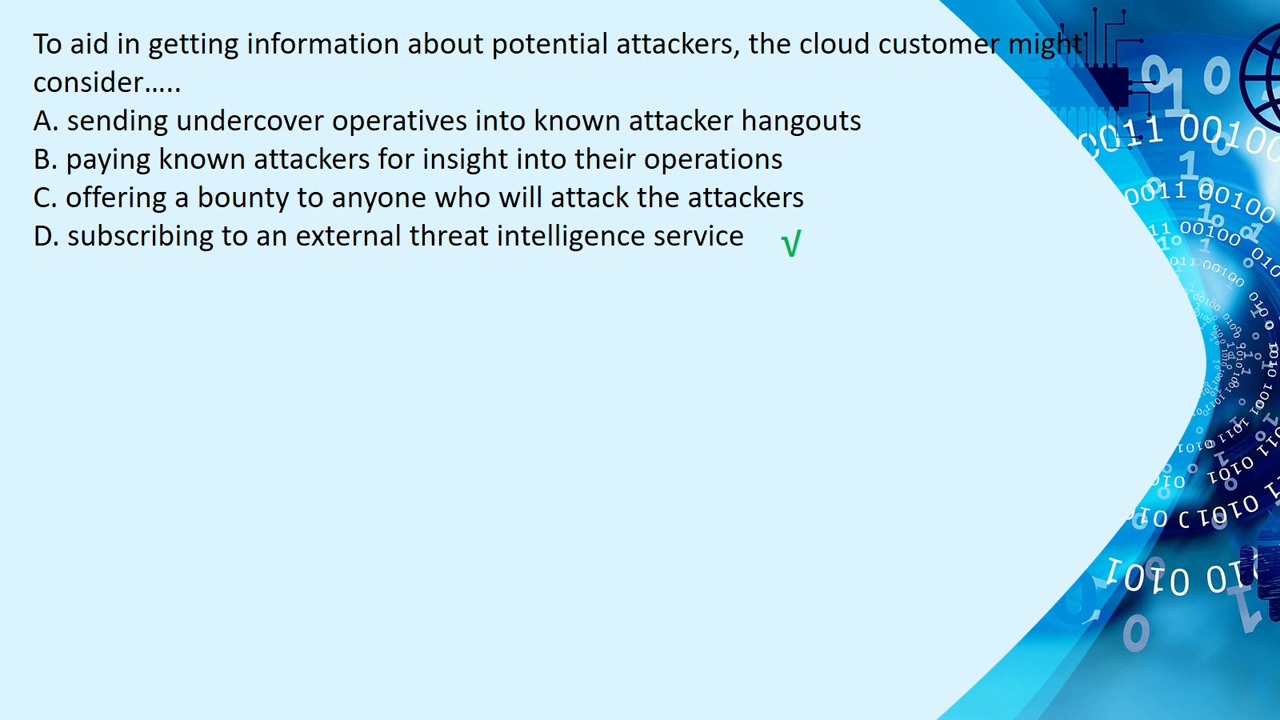 To aid in getting information about potential attackers, the cloud customer might
consider…..
A. sending undercover operatives into known attacker hangouts
B. paying known attackers for insight into their operations
C. offering a bounty to anyone who will attack the attackers
D. subscribing to an external threat intelligence service √